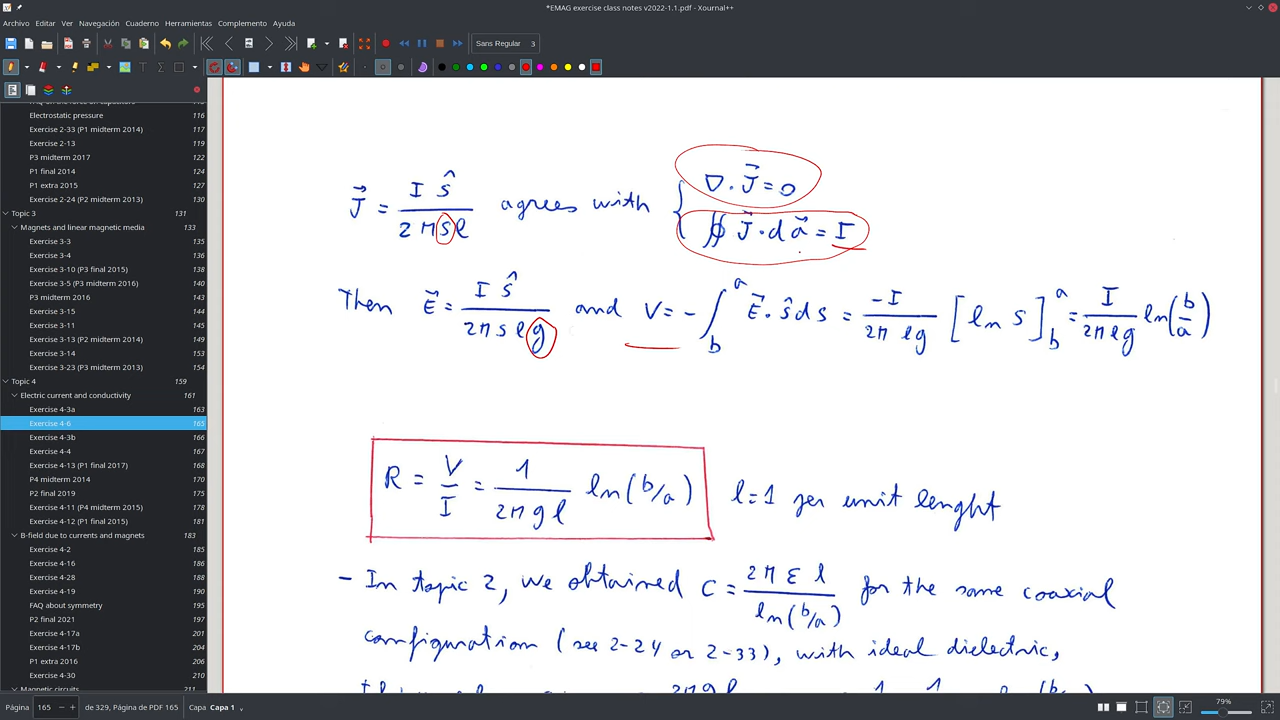 *EMAG exercise class notes v2022-1.1.pdf - Xournal++
Archivo Editar Ver Navegación Cuaderno Herramientas Complemento Ayuda
Sans Regular 3
Electrostatic pressure 116
Exercise 2-33 (P1 midterm 2014) 117
Exercise 2-13 119
P3 midterm 2017 122
P1 final 2014 124
P1 extra 2015 127
Exercise 2-24 (P2 midterm 2013) 130
Topic 3 131
Magnets and linear magnetic media 133
Exercise 3-3 135
Exercise 3-4 136
Exercise 3-10 (P3 final 2015) 138
Exercise 3-5 (P3 midterm 2016) 140
P3 midterm 2016 143
Exercise 3-15 144
Exercise 3-11 145
Exercise 3-13 (P2 midterm 2014) 149
Exercise 3-14 153
Exercise 3-23 (P3 midterm 2013) 154
Topic 4 159
Electric current and conductivity 161
Exercise 4-3a 163
Exercise 4-6 165
Exercise 4-3b 166
Exercise 4-4 167
Exercise 4-13 (P1 final 2017) 168
P4 midterm 2014 170
P2 final 2019 175
Exercise 4-11 (P4 midterm 2015) 178
Exercise 4-12 (P1 final 2015) 181
B-field due to currents and magnets 183
Exercise 4-2 185
Exercise 4-16 186
Exercise 4-28 188
Exercise 4-19 190
FAQ about symmetry 195
P2 final 2021 197
Exercise 4-17a 201
Exercise 4-17b 204
P1 extra 2016 206
Exercise 4-30 210
Magnetic circuits
J⃗ = I ŝ / 2π s l agrees with { ∇·J⃗ = 0
∯ J⃗·da⃗ = I
Then E⃗ = I ŝ / 2π s l g and V = -∫_b^a E⃗·ŝ ds = -I / 2π l g [ln s]_b^a = I / 2π l g ln(b/a)
R = V/I = 1 / 2π g l ln(b/a) l=1 per unit lenght
- In topic 2, we obtained C = 2π ε l / ln(b/a) for the same coaxial
configuration (see 2-24 or 2-33), with ideal dielectric,
Página 165 de 329, Página de PDF 165 Capa Capa 1 79%